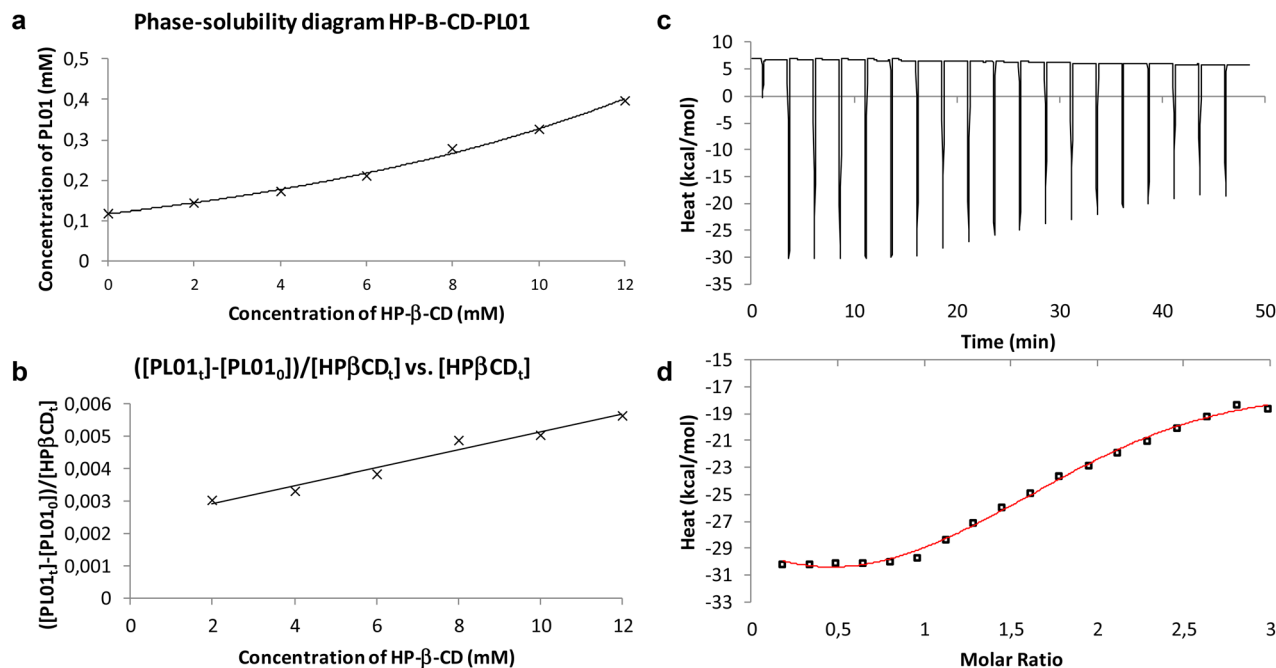 a
Phase-solubility diagram HP-B-CD-PL01
Concentration of PL01 (mM)
0,5
0,4
0,3
0,2
0,1
0
0 2 4 6 8 10 12
Concentration of HP-β-CD (mM)
b
([PL01t]-[PL010])/[HPβCDt] vs. [HPβCDt]
([PL01t]-[PL010])/[HPβCDt]
0,006
0,005
0,004
0,003
0,002
0,001
0
0 2 4 6 8 10 12
Concentration of HP-β-CD (mM)
c
Heat (kcal/mol)
10
5
0
-5
-10
-15
-20
-25
-30
-35
0 10 20 30 40 50
Time (min)
d
Heat (kcal/mol)
-15
-17
-19
-21
-23
-25
-27
-29
-31
-33
0 0,5 1 1,5 2 2,5 3
Molar Ratio